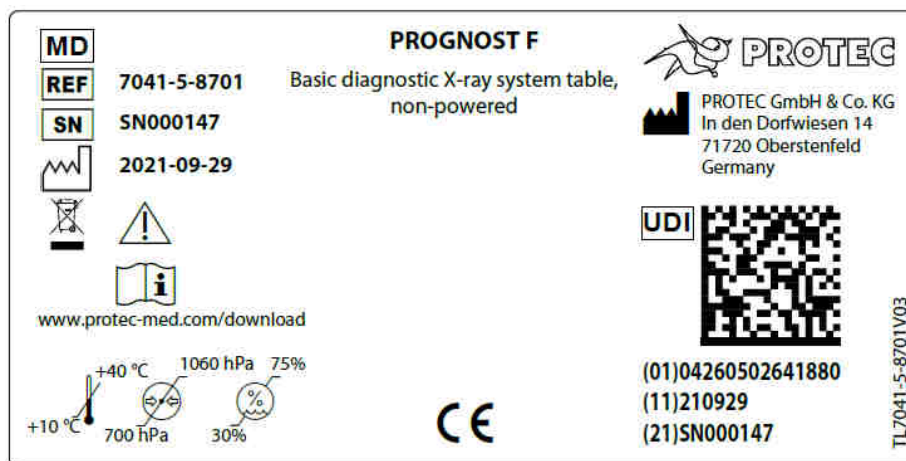 MD
REF 7041-5-8701
SN SN000147
2021-09-29
www.protec-med.com/download
+40 °C
+10 °C
1060 hPa
700 hPa
75%
%
30%
PROGNOST F
Basic diagnostic X-ray system table,
non-powered
CE
PROTEC
PROTEC GmbH & Co. KG
In den Dorfwiesen 14
71720 Oberstenfeld
Germany
UDI
(01)04260502641880
(11)210929
(21)SN000147
TL7041-5-8701V03